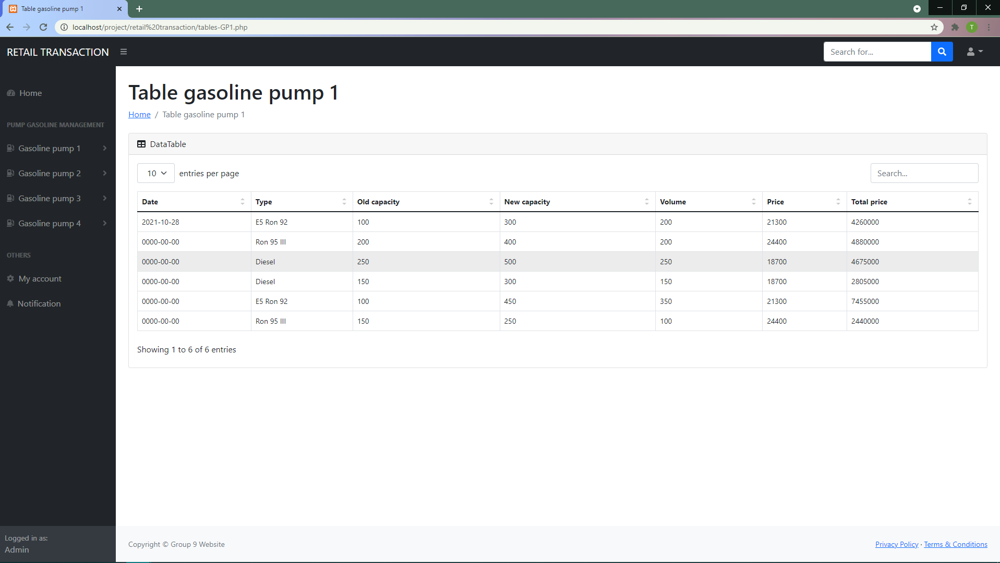 Table gasoline pump 1
localhost/project/retail%20transaction/tables-GP1.php
T
RETAIL TRANSACTION
Search for...
Home
PUMP GASOLINE MANAGEMENT
Gasoline pump 1
Gasoline pump 2
Gasoline pump 3
Gasoline pump 4
OTHERS
My account
Notification
Logged in as:
Admin
Table gasoline pump 1
Home / Table gasoline pump 1
DataTable
10 entries per page
Search...
Date Type Old capacity New capacity Volume Price Total price
2021-10-28 E5 Ron 92 100 300 200 21300 4260000
0000-00-00 Ron 95 III 200 400 200 24400 4880000
0000-00-00 Diesel 250 500 250 18700 4675000
0000-00-00 Diesel 150 300 150 18700 2805000
0000-00-00 E5 Ron 92 100 450 350 21300 7455000
0000-00-00 Ron 95 III 150 250 100 24400 2440000
Showing 1 to 6 of 6 entries
Copyright © Group 9 Website
Privacy Policy · Terms & Conditions